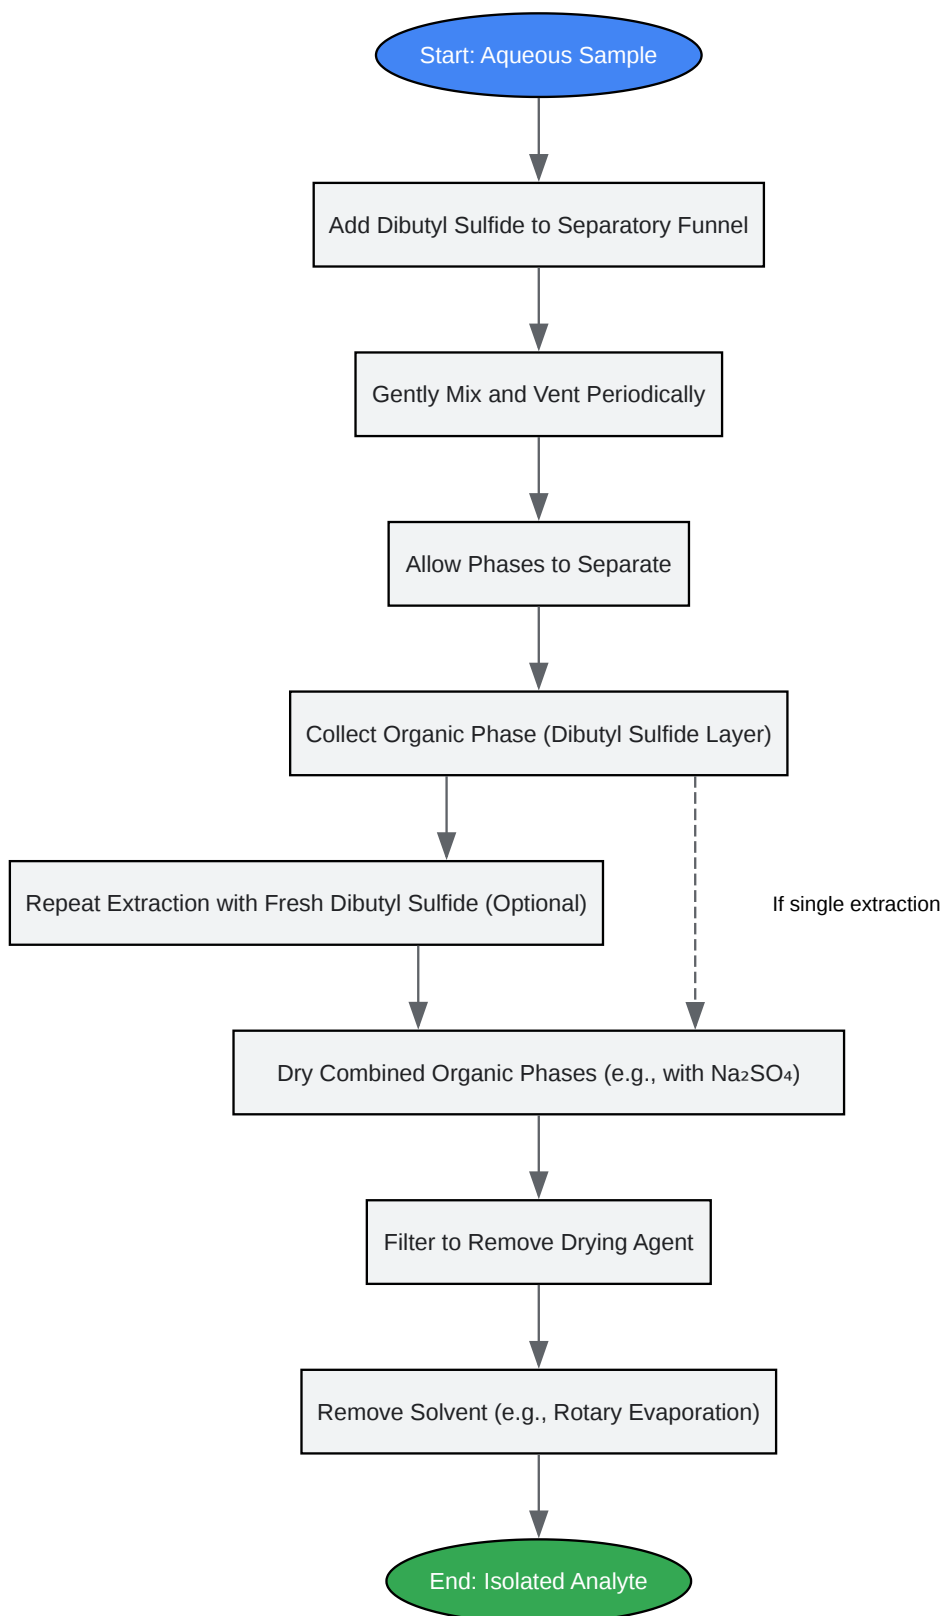 Start: Aqueous Sample
Add Dibutyl Sulfide to Separatory Funnel
Gently Mix and Vent Periodically
Allow Phases to Separate
Collect Organic Phase (Dibutyl Sulfide Layer)
Repeat Extraction with Fresh Dibutyl Sulfide (Optional)
If single extraction
Dry Combined Organic Phases (e.g., with Na₂SO₄)
Filter to Remove Drying Agent
Remove Solvent (e.g., Rotary Evaporation)
End: Isolated Analyte